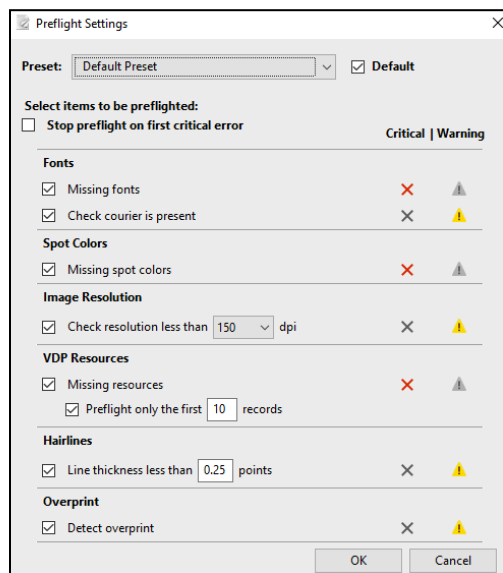 Preflight Settings
Preset: Default Preset Default
Select items to be preflighted:
Stop preflight on first critical error
Critical | Warning
Fonts
Missing fonts
Check courier is present
Spot Colors
Missing spot colors
Image Resolution
Check resolution less than 150 dpi
VDP Resources
Missing resources
Preflight only the first 10 records
Hairlines
Line thickness less than 0.25 points
Overprint
Detect overprint
OK Cancel